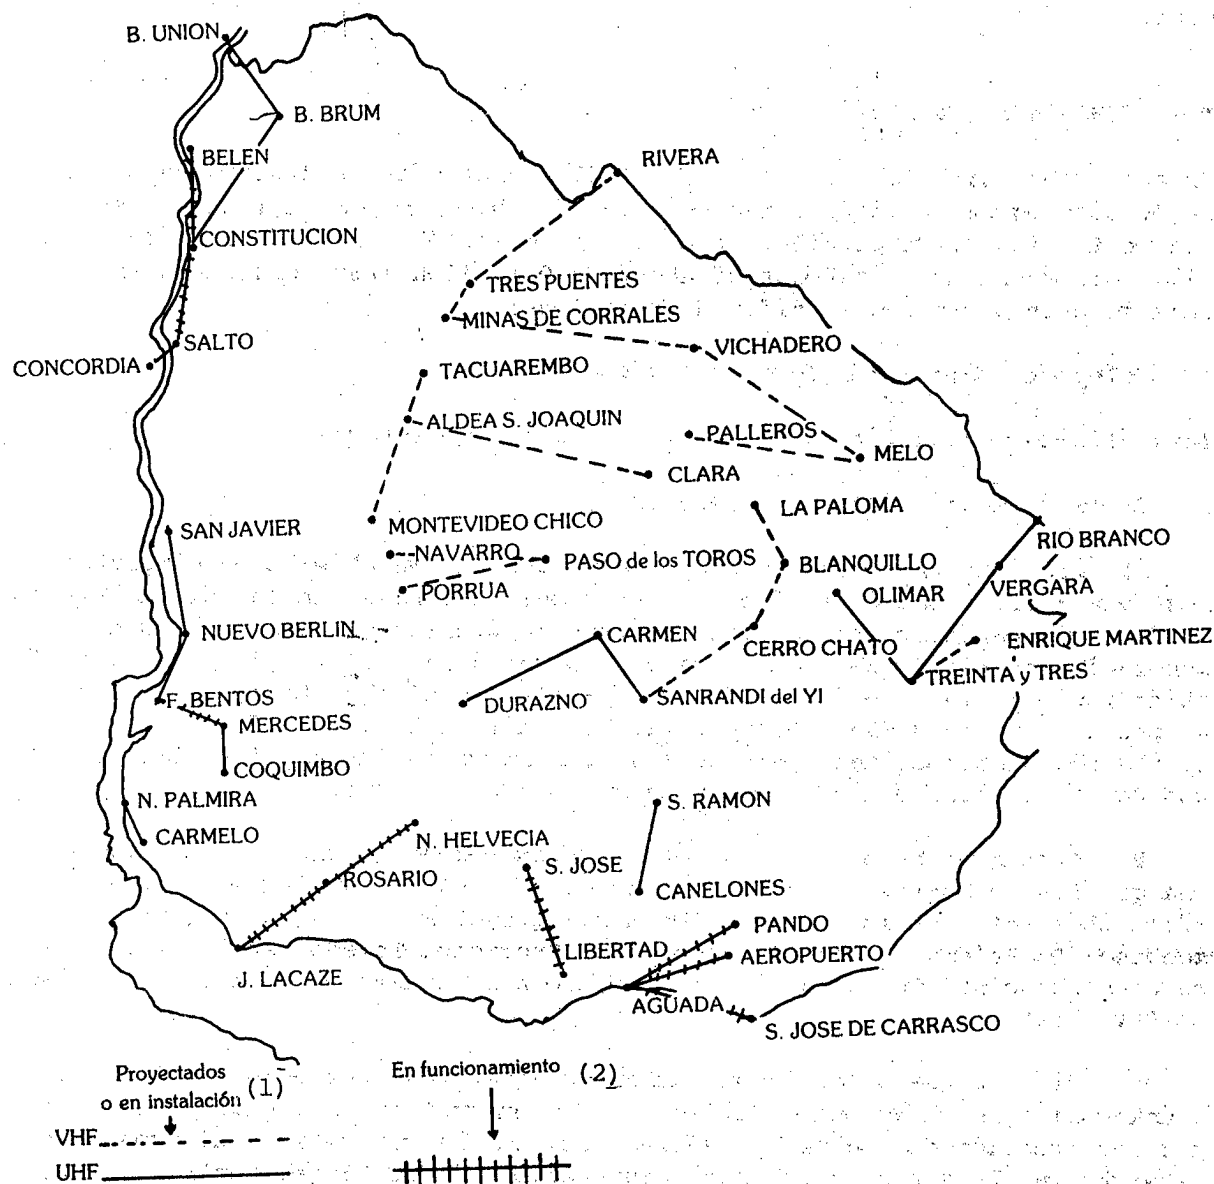 B. UNION
B. BRUM
BELEN
RIVERA
CONSTITUCION
TRES PUENTES
MINAS DE CORRALES
SALTO
VICHADERO
CONCORDIA
TACUAREMBO
ALDEA S. JOAQUIN
PALLEROS
MELO
CLARA
LA PALOMA
SAN JAVIER
MONTEVIDEO CHICO
RIO BRANCO
NAVARRO
PASO de los TOROS
BLANQUILLO
PORRUA
OLIMAR
VERGARA
NUEVO BERLIN
CARMEN
CERRO CHATO
ENRIQUE MARTINEZ
TREINTA y TRES
F. BENTOS
DURAZNO
SANRANDI del YI
MERCEDES
COQUIMBO
N. PALMIRA
S. RAMON
CARMELO
N. HELVECIA
S. JOSE
ROSARIO
CANELONES
PANDO
LIBERTAD
AEROPUERTO
J. LACAZE
AGUADA
S. JOSE DE CARRASCO
Proyectados
o en instalación (1)
En funcionamiento (2)
VHF
UHF